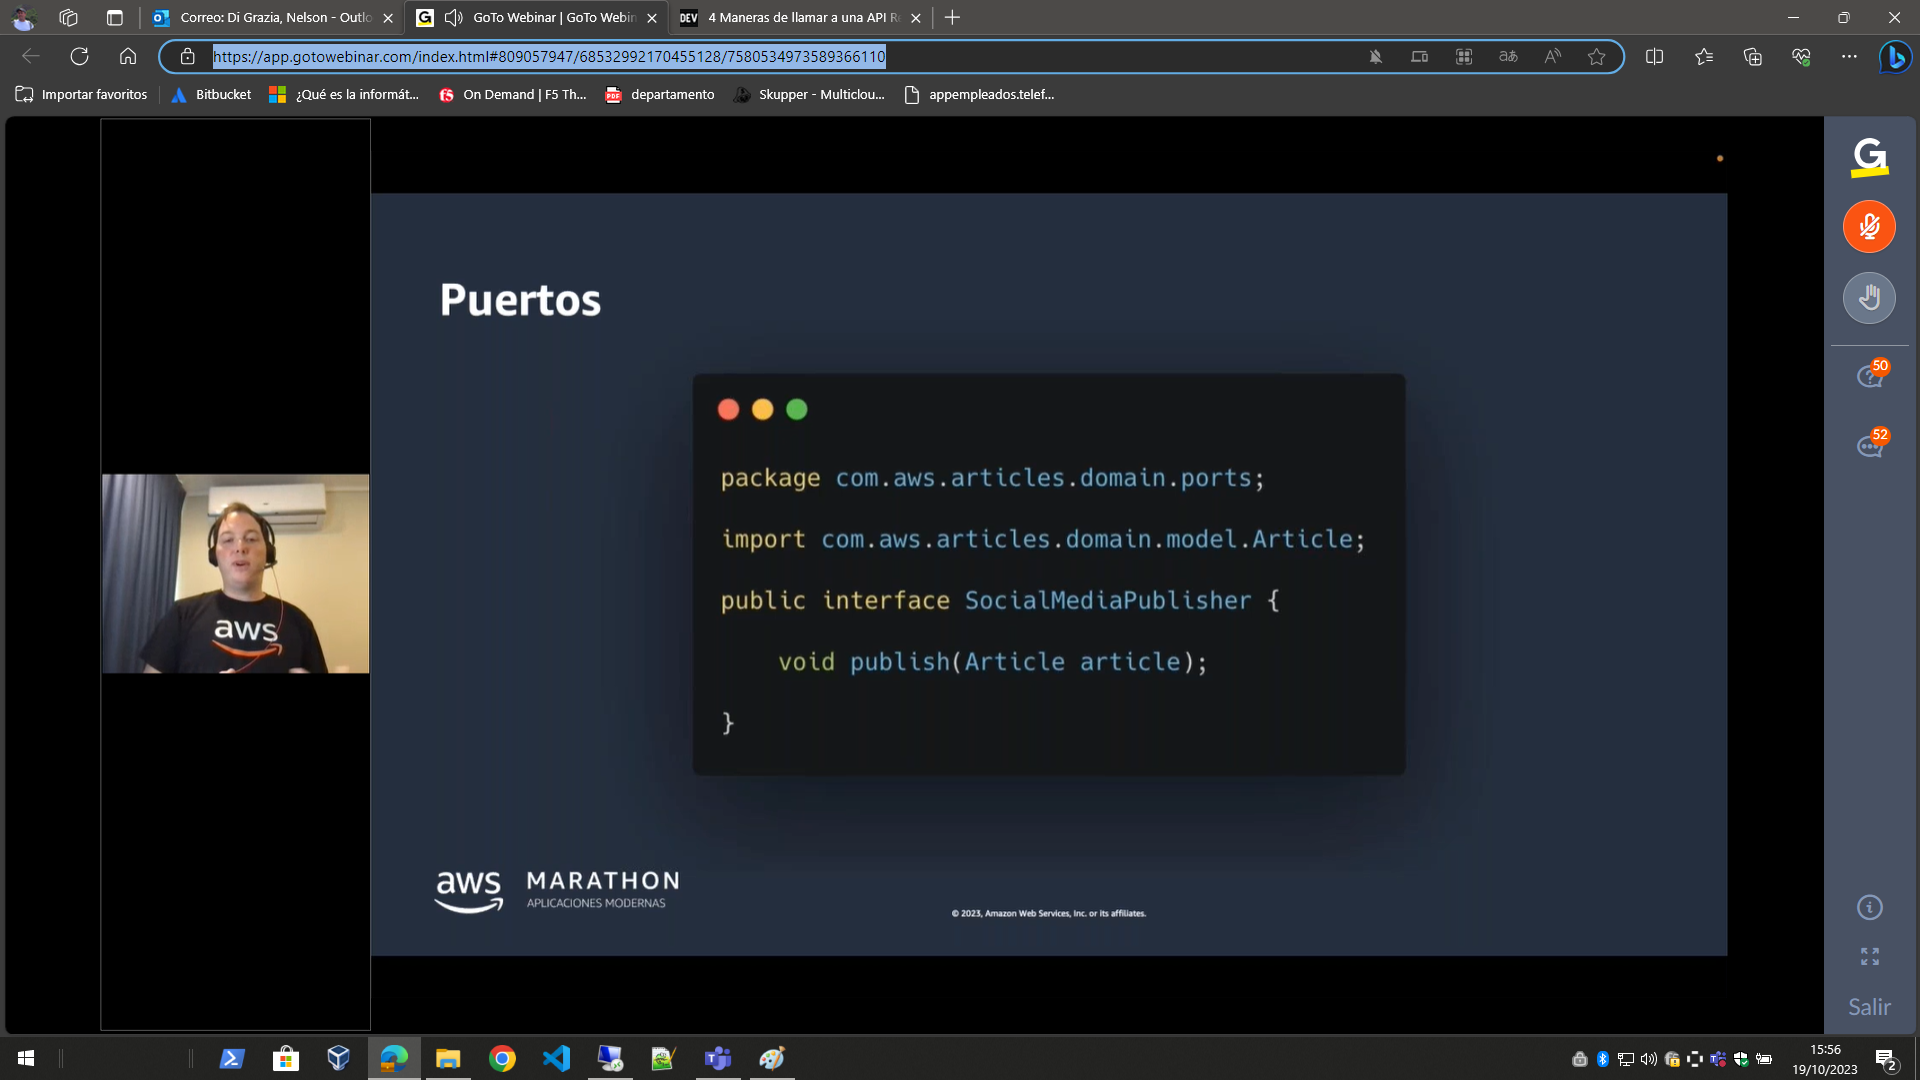 Correo: Di Grazia, Nelson - Outlo
GoTo Webinar | GoTo Webin
DEV
4 Maneras de llamar a una API Re
https://app.gotowebinar.com/index.html#809057947/68532992170455128/7580534973589366110
Importar favoritos
Bitbucket
¿Qué es la informát...
On Demand | F5 Th...
departamento
Skupper - Multiclou...
appempleados.telef...
Puertos
package com.aws.articles.domain.ports;
import com.aws.articles.domain.model.Article;
public interface SocialMediaPublisher {
void publish(Article article);
}
aws
aws MARATHON
APLICACIONES MODERNAS
© 2023, Amazon Web Services, Inc. or its affiliates.
G
50
52
Salir
15:56
19/10/2023
2